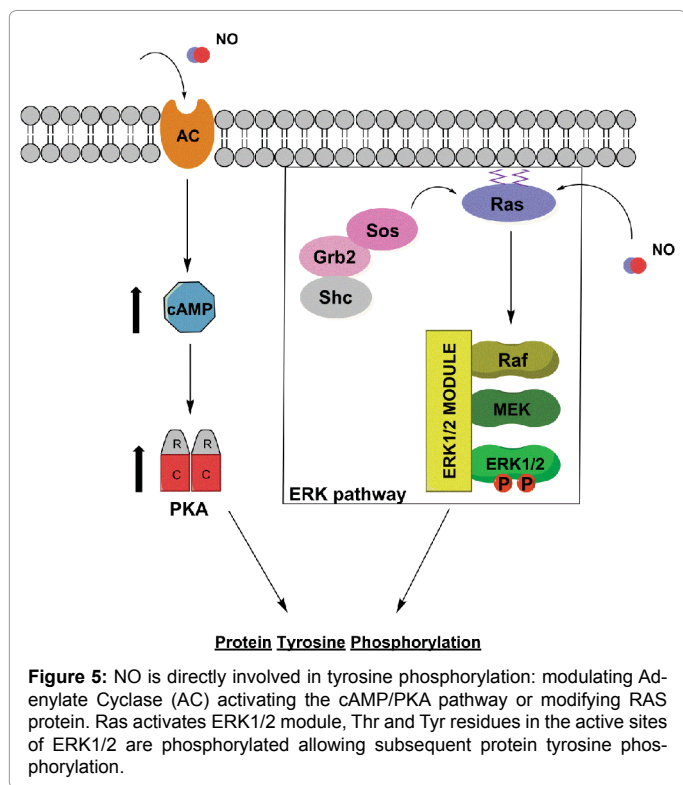 NO
AC
Ras
NO
Sos
Grb2
Shc
cAMP
Raf
ERK1/2 MODULE
MEK
R R
ERK1/2
C C
P P
PKA
ERK pathway
Protein Tyrosine Phosphorylation
Figure 5: NO is directly involved in tyrosine phosphorylation: modulating Ad-
enylate Cyclase (AC) activating the cAMP/PKA pathway or modifying RAS
protein. Ras activates ERK1/2 module, Thr and Tyr residues in the active sites
of ERK1/2 are phosphorylated allowing subsequent protein tyrosine phos-
phorylation.